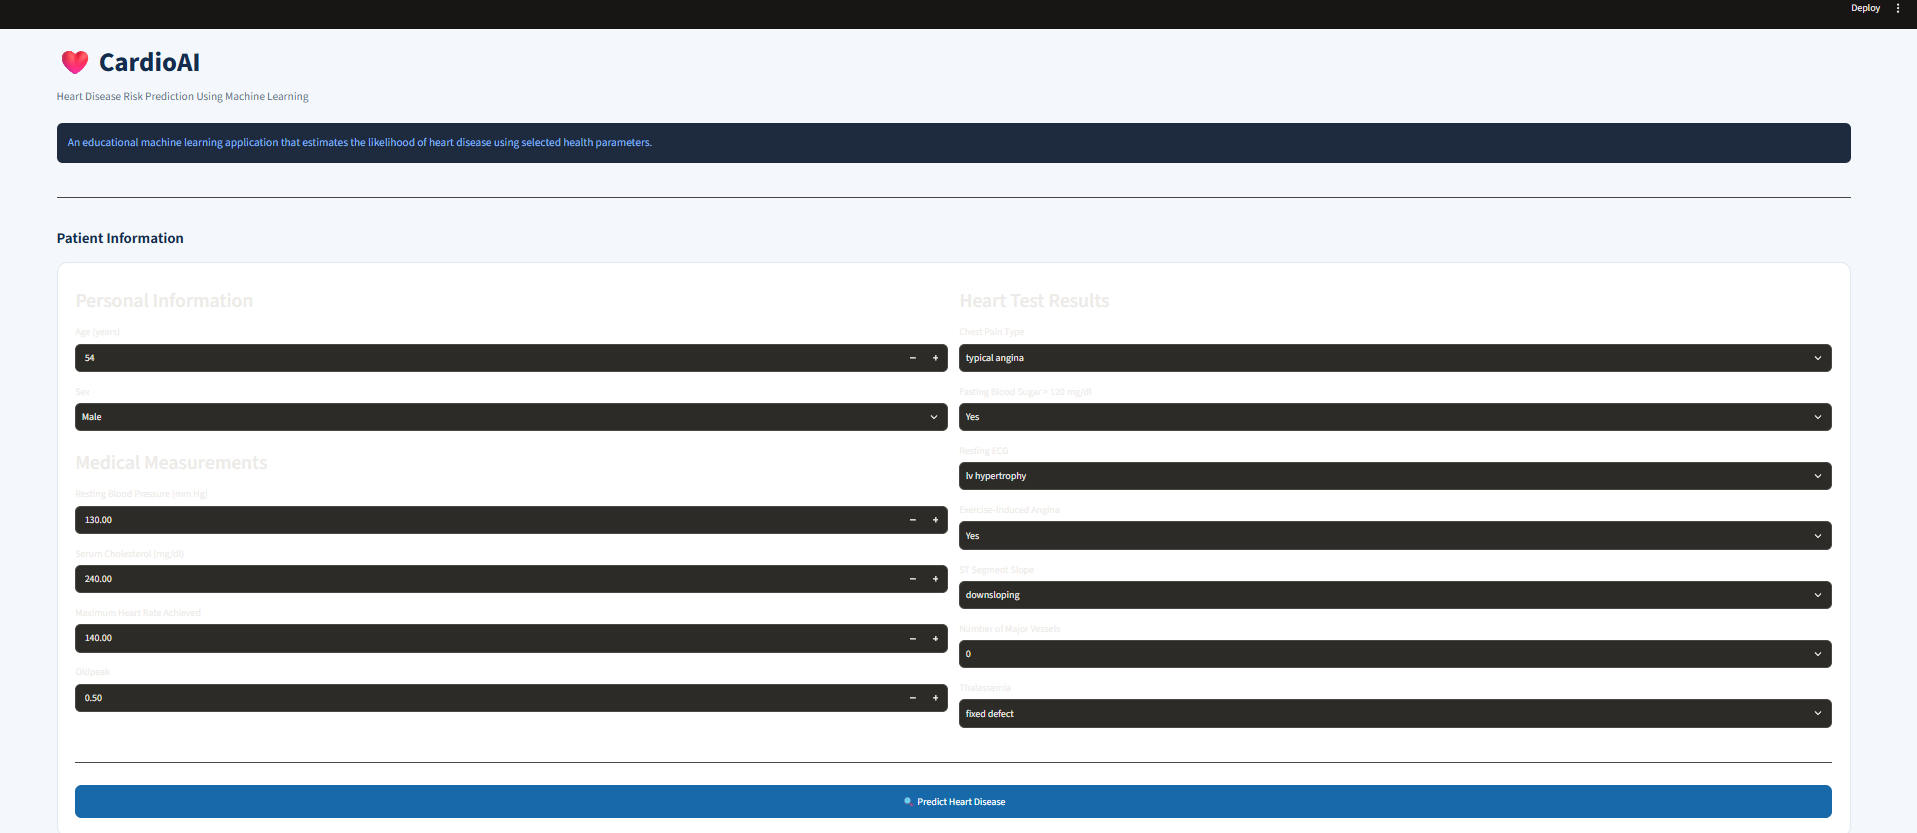 Deploy
CardioAI
Heart Disease Risk Prediction Using Machine Learning
An educational machine learning application that estimates the likelihood of heart disease using selected health parameters.
Patient Information
Personal Information
Age (years)
54
Sex
Male
Medical Measurements
Resting Blood Pressure (mm Hg)
130.00
Serum Cholesterol (mg/dl)
240.00
Maximum Heart Rate Achieved
140.00
Oldpeak
0.50
Heart Test Results
Chest Pain Type
typical angina
Fasting Blood Sugar > 120 mg/dl
Yes
Resting ECG
lv hypertrophy
Exercise-Induced Angina
Yes
ST Segment Slope
downsloping
Number of Major Vessels
0
Thalassemia
fixed defect
Predict Heart Disease